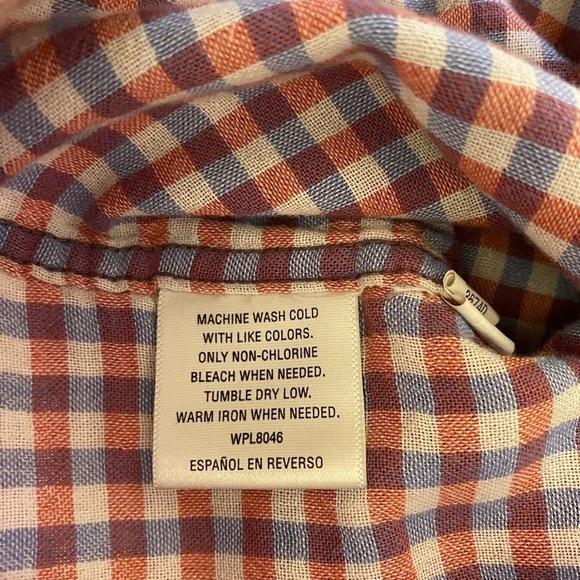 MACHINE WASH COLD
WITH LIKE COLORS.
ONLY NON-CHLORINE
BLEACH WHEN NEEDED.
TUMBLE DRY LOW.
WARM IRON WHEN NEEDED.
WPL8046
ESPAÑOL EN REVERSO